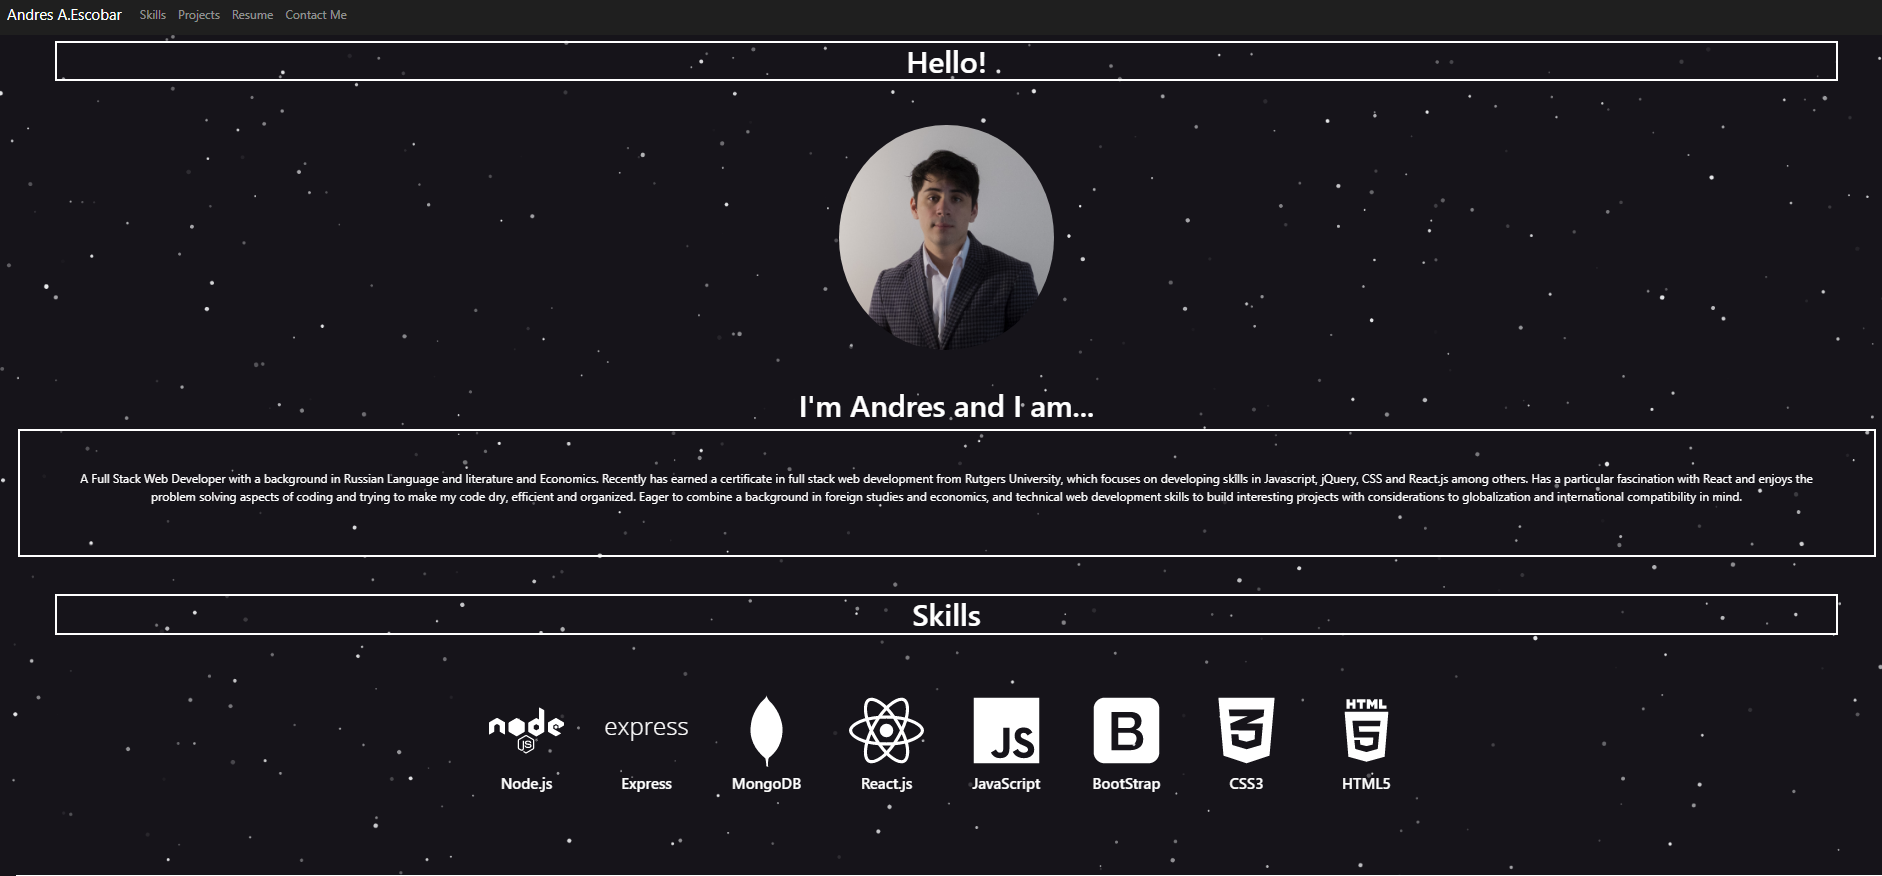 Andres A.Escobar Skills Projects Resume Contact Me
Hello!
I'm Andres and I am...
A Full Stack Web Developer with a background in Russian Language and literature and Economics. Recently has earned a certificate in full stack web development from Rutgers University, which focuses on developing skills in Javascript, jQuery, CSS and React.js among others. Has a particular fascination with React and enjoys the
problem solving aspects of coding and trying to make my code dry, efficient and organized. Eager to combine a background in foreign studies and economics, and technical web development skills to build interesting projects with considerations to globalization and international compatibility in mind.
Skills
node JS express JS B 3 HTML 5
Node.js Express MongoDB React.js JavaScript BootStrap CSS3 HTML5